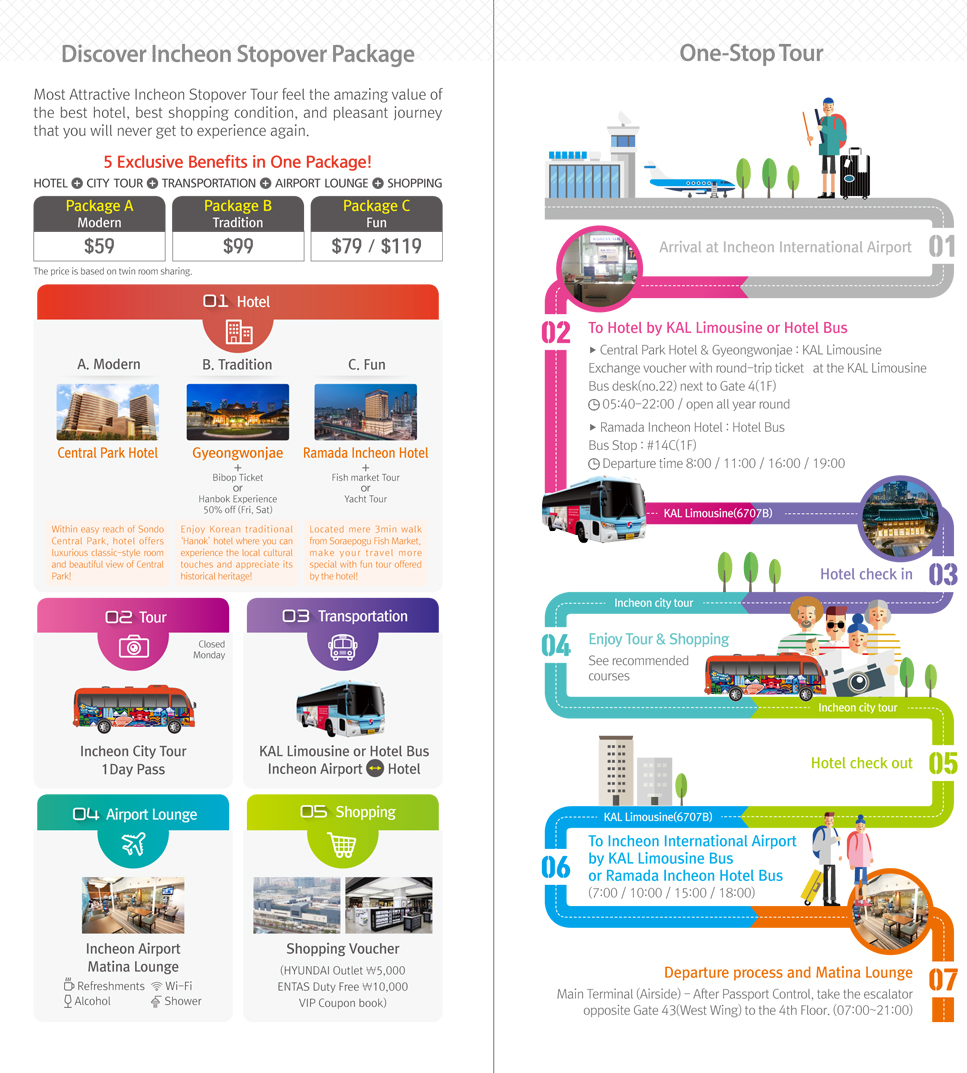 Discover Incheon Stopover Package
Most Attractive Incheon Stopover Tour feel the amazing value of
the best hotel, best shopping condition, and pleasant journey
that you will never get to experience again.
5 Exclusive Benefits in One Package!
HOTEL + CITY TOUR + TRANSPORTATION + AIRPORT LOUNGE + SHOPPING
Package A Package B Package C
Modern Tradition Fun
$59 $99 $79 / $119
The price is based on twin room sharing.
01 Hotel
A. Modern B. Tradition C. Fun
Central Park Hotel Gyeongwonjae Ramada Incheon Hotel
+
Bibop Ticket
or
Hanbok Experience
50% off (Fri, Sat)
+
Fish market Tour
or
Yacht Tour
Within easy reach of Sondo
Central Park, hotel offers
luxurious classic-style room
and beautiful view of Central
Park!
Enjoy Korean traditional
'Hanok' hotel where you can
experience the local cultural
touches and appreciate its
historical heritage!
Located mere 3min walk
from Soraepogu Fish Market,
make your travel more
special with fun tour offered
by the hotel!
02 Tour
Closed
Monday
Incheon City Tour
1Day Pass
03 Transportation
KAL Limousine or Hotel Bus
Incheon Airport ↔ Hotel
04 Airport Lounge
Incheon Airport
Matina Lounge
Refreshments Wi-Fi
Alcohol Shower
05 Shopping
Shopping Voucher
(HYUNDAI Outlet ₩5,000
ENTAS Duty Free ₩10,000
VIP Coupon book)
One-Stop Tour
Arrival at Incheon International Airport 01
02 To Hotel by KAL Limousine or Hotel Bus
▶ Central Park Hotel & Gyeongwonjae : KAL Limousine
Exchange voucher with round-trip ticket at the KAL Limousine
Bus desk(no.22) next to Gate 4(1F)
05:40-22:00 / open all year round
▶ Ramada Incheon Hotel : Hotel Bus
Bus Stop : #14C(1F)
Departure time 8:00 / 11:00 / 16:00 / 19:00
KAL Limousine(6707B)
Hotel check in 03
Incheon city tour
04 Enjoy Tour & Shopping
See recommended
courses
Incheon city tour
Hotel check out 05
KAL Limousine(6707B)
06 To Incheon International Airport
by KAL Limousine Bus
or Ramada Incheon Hotel Bus
(7:00 / 10:00 / 15:00 / 18:00)
Departure process and Matina Lounge 07
Main Terminal (Airside) - After Passport Control, take the escalator
opposite Gate 43(West Wing) to the 4th Floor. (07:00~21:00)